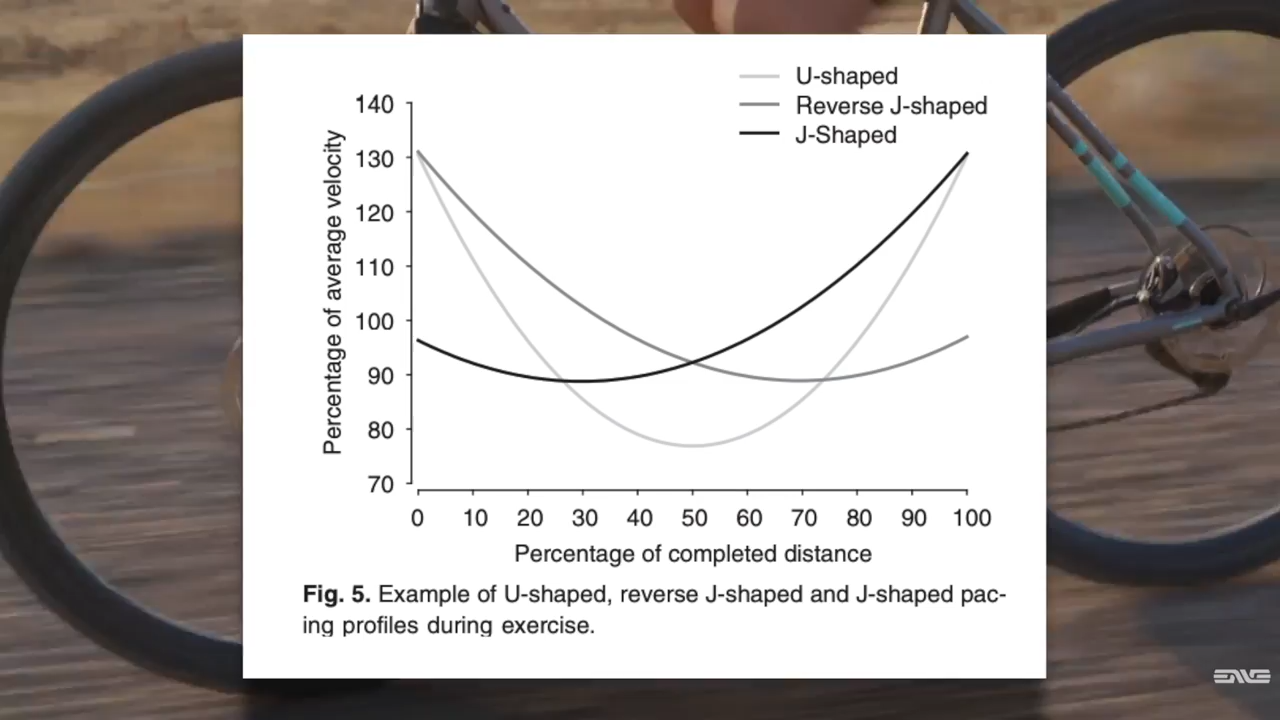 U-shaped
Reverse J-shaped
J-Shaped
Percentage of average velocity
140
130
120
110
100
90
80
70
0 10 20 30 40 50 60 70 80 90 100
Percentage of completed distance
Fig. 5. Example of U-shaped, reverse J-shaped and J-shaped pac-
ing profiles during exercise.
ENVE